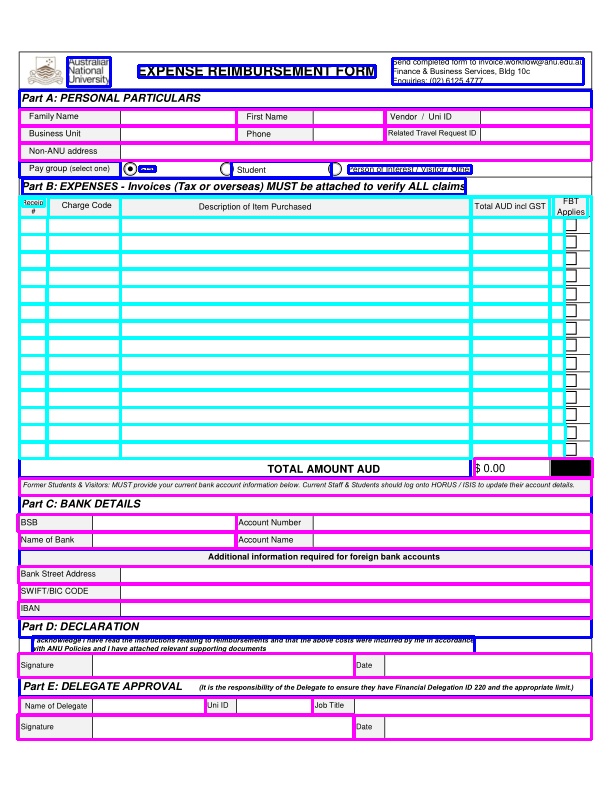 Australian
National
University
EXPENSE REIMBURSEMENT FORM
Send completed form to invoice.workflow@anu.edu.au
Finance & Business Services, Bldg 10c
Enquiries: (02) 6125 4777
Part A: PERSONAL PARTICULARS
Family Name First Name Vendor / Uni ID
Business Unit Phone Related Travel Request ID
Non-ANU address
Pay group (select one) Student Person of Interest / Visitor / Other
Part B: EXPENSES - Invoices (Tax or overseas) MUST be attached to verify ALL claims
Receipt # Charge Code Description of Item Purchased Total AUD incl GST FBT Applies
TOTAL AMOUNT AUD $ 0.00
Former Students & Visitors: MUST provide your current bank account information below. Current Staff & Students should log onto HORUS / ISIS to update their account details.
Part C: BANK DETAILS
BSB Account Number
Name of Bank Account Name
Additional information required for foreign bank accounts
Bank Street Address
SWIFT/BIC CODE
IBAN
Part D: DECLARATION
acknowledge I have read the instructions relating to reimbursements and that the above costs were incurred by me in accordance
with ANU Policies and I have attached relevant supporting documents
Signature Date
Part E: DELEGATE APPROVAL (It is the responsibility of the Delegate to ensure they have Financial Delegation ID 220 and the appropriate limit.)
Name of Delegate Uni ID Job Title
Signature Date